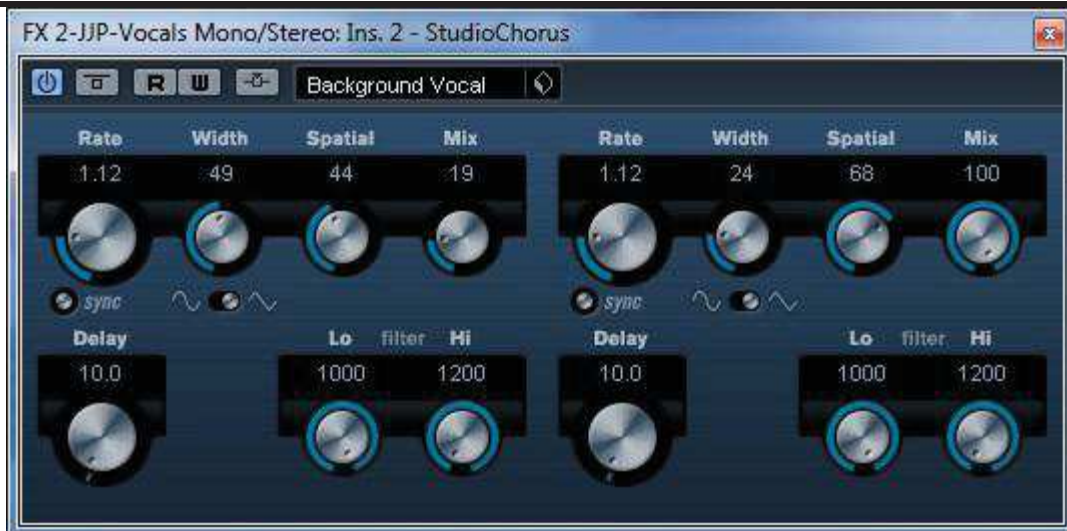 FX 2-JJP-Vocals Mono/Stereo: Ins. 2 - StudioChorus
R W Background Vocal
Rate Width Spatial Mix Rate Width Spatial Mix
1.12 49 44 19 1.12 24 68 100
sync sync
Delay Lo filter Hi Delay Lo filter Hi
10.0 1000 1200 10.0 1000 1200